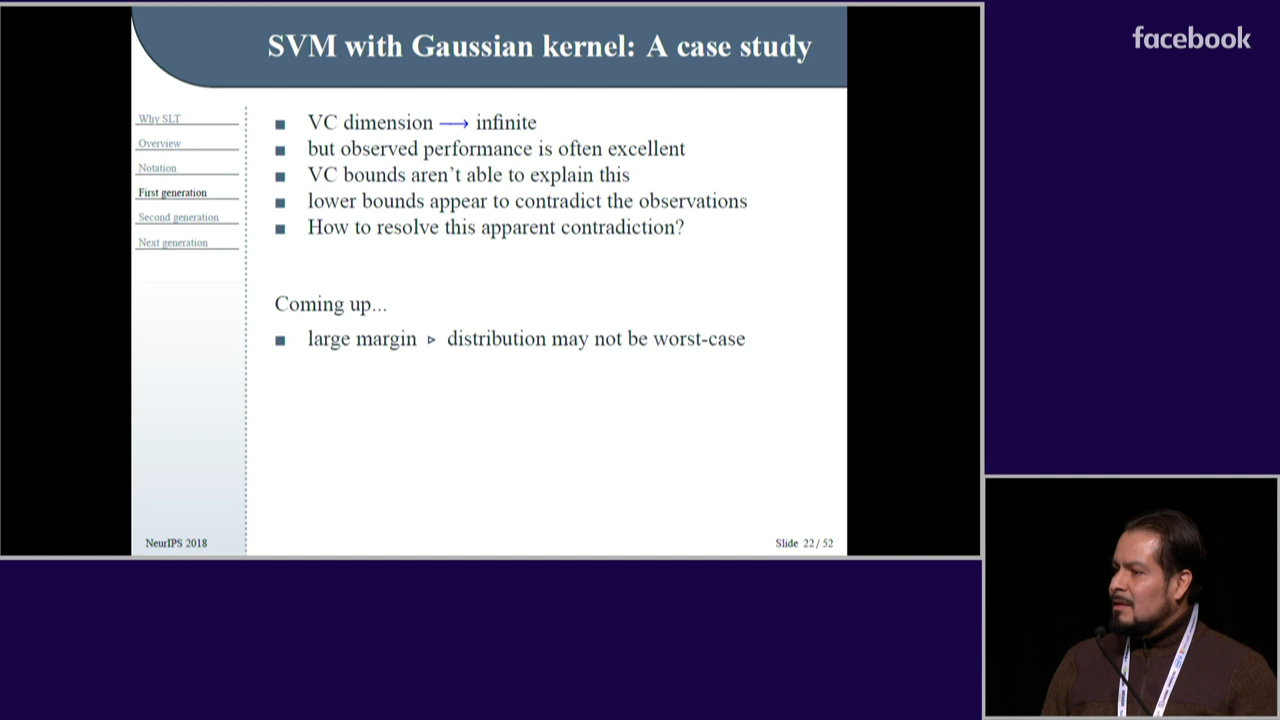 SVM with Gaussian kernel: A case study
facebook
Why SLT
Overview
Notation
First generation
Second generation
Next generation
VC dimension ⟶ infinite
but observed performance is often excellent
VC bounds aren't able to explain this
lower bounds appear to contradict the observations
How to resolve this apparent contradiction?
Coming up...
large margin ▹ distribution may not be worst-case
NeurIPS 2018
Slide 22 / 52